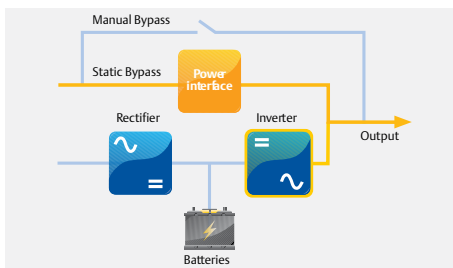 Manual Bypass
Static Bypass
Power
interface
Rectifier
Inverter
Output
Batteries